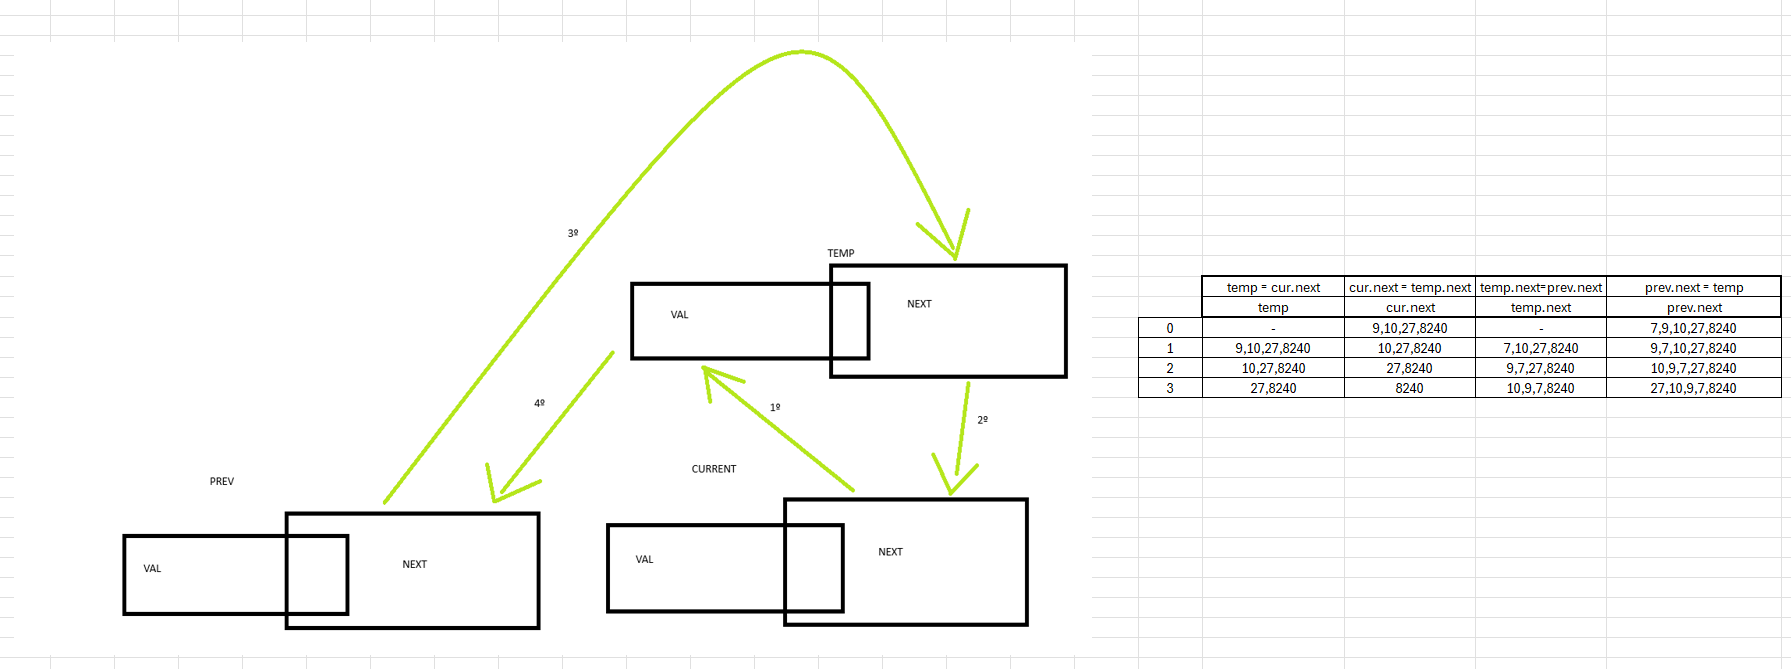 3º
TEMP
VAL
NEXT
4º
1º
2º
CURRENT
PREV
VAL
NEXT
VAL
NEXT
temp = cur.next cur.next = temp.next temp.next=prev.next prev.next = temp
temp cur.next temp.next prev.next
0 - 9,10,27,8240 - 7,9,10,27,8240
1 9,10,27,8240 10,27,8240 7,10,27,8240 9,7,10,27,8240
2 10,27,8240 27,8240 9,7,27,8240 10,9,7,27,8240
3 27,8240 8240 10,9,7,8240 27,10,9,7,8240